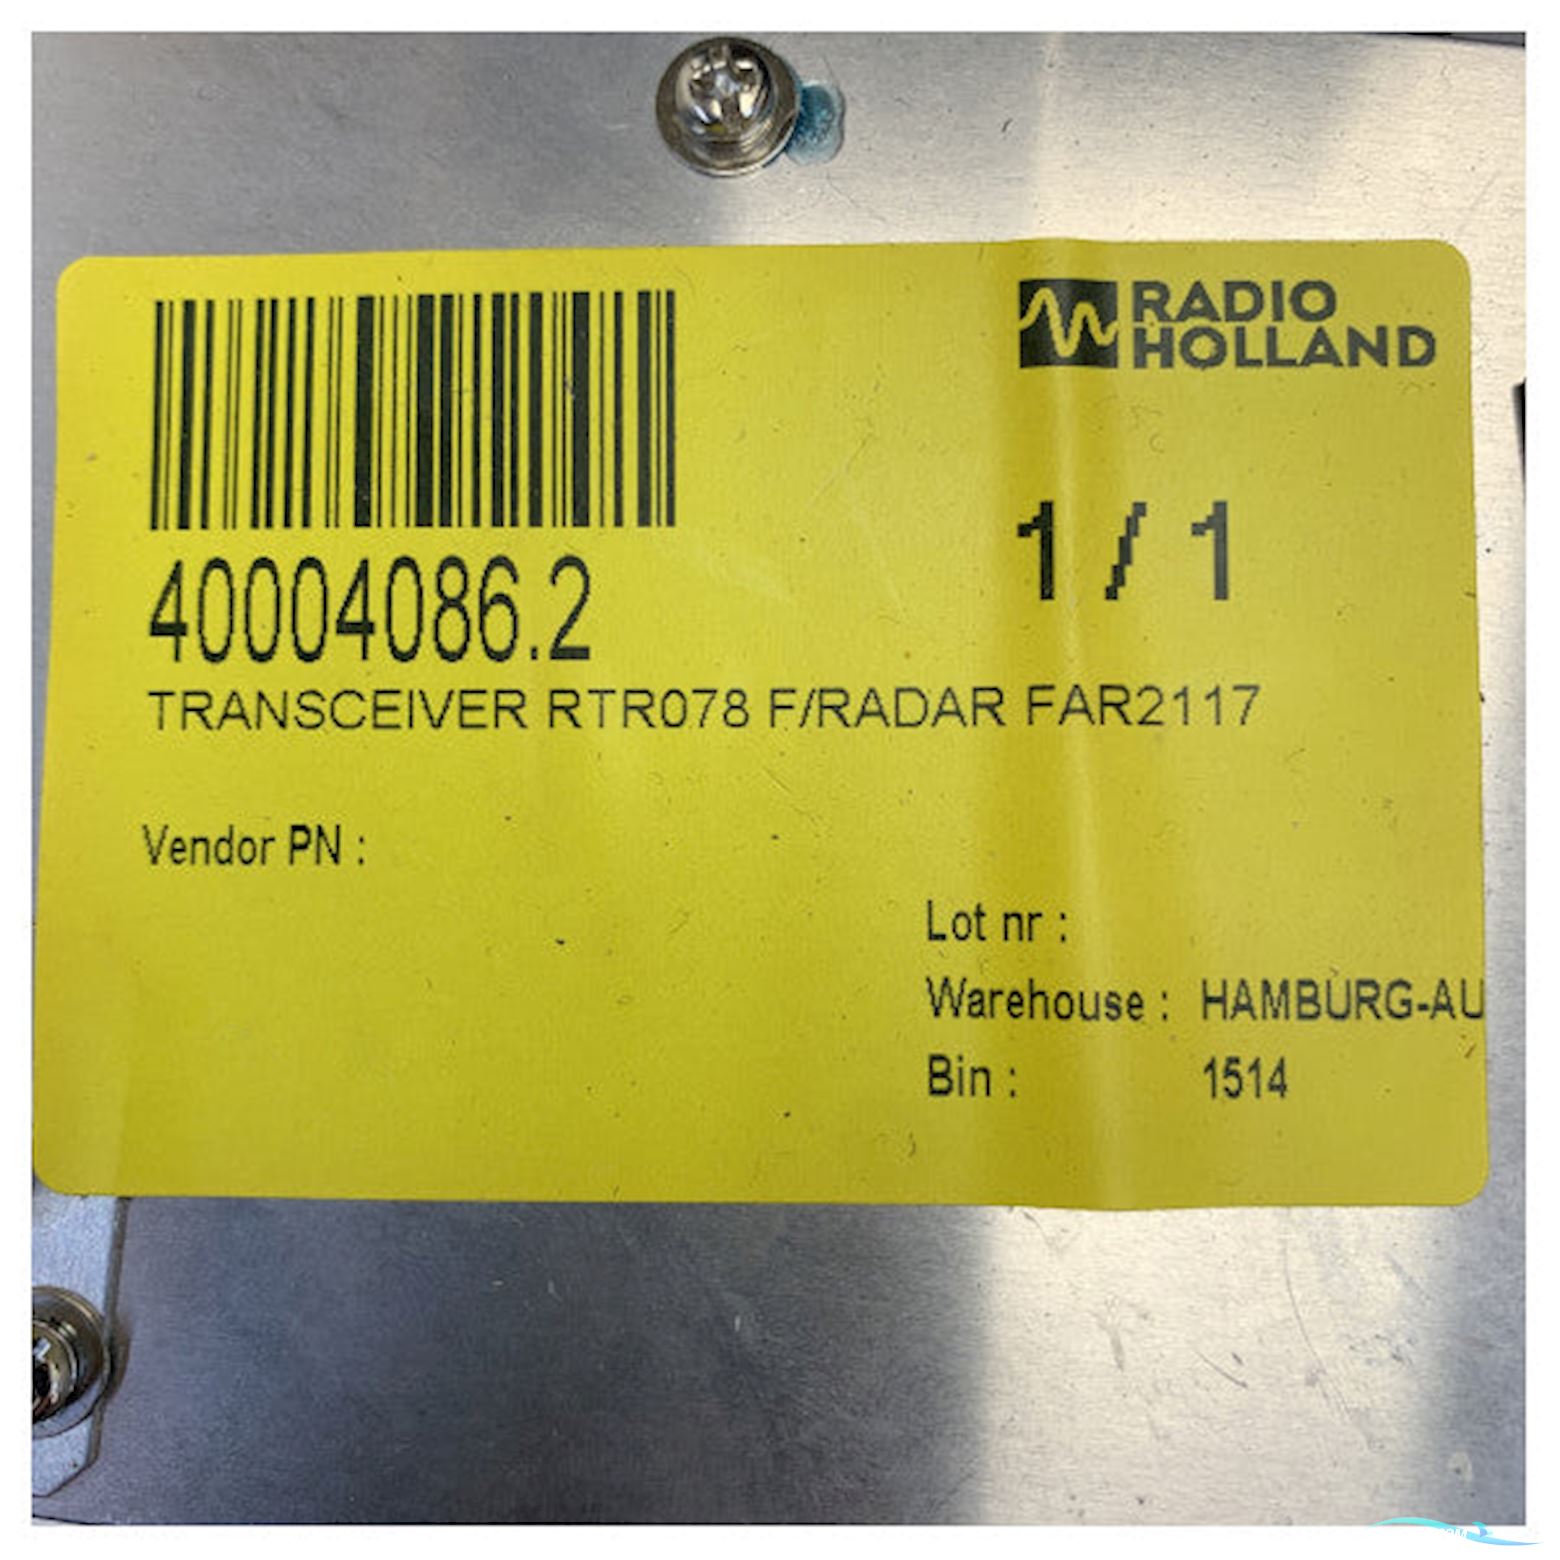 RADIO
HOLLAND
1 / 1
40004086.2
TRANSCEIVER RTR078 F/RADAR FAR2117
Vendor PN :
Lot nr :
Warehouse : HAMBURG-AU
Bin : 1514